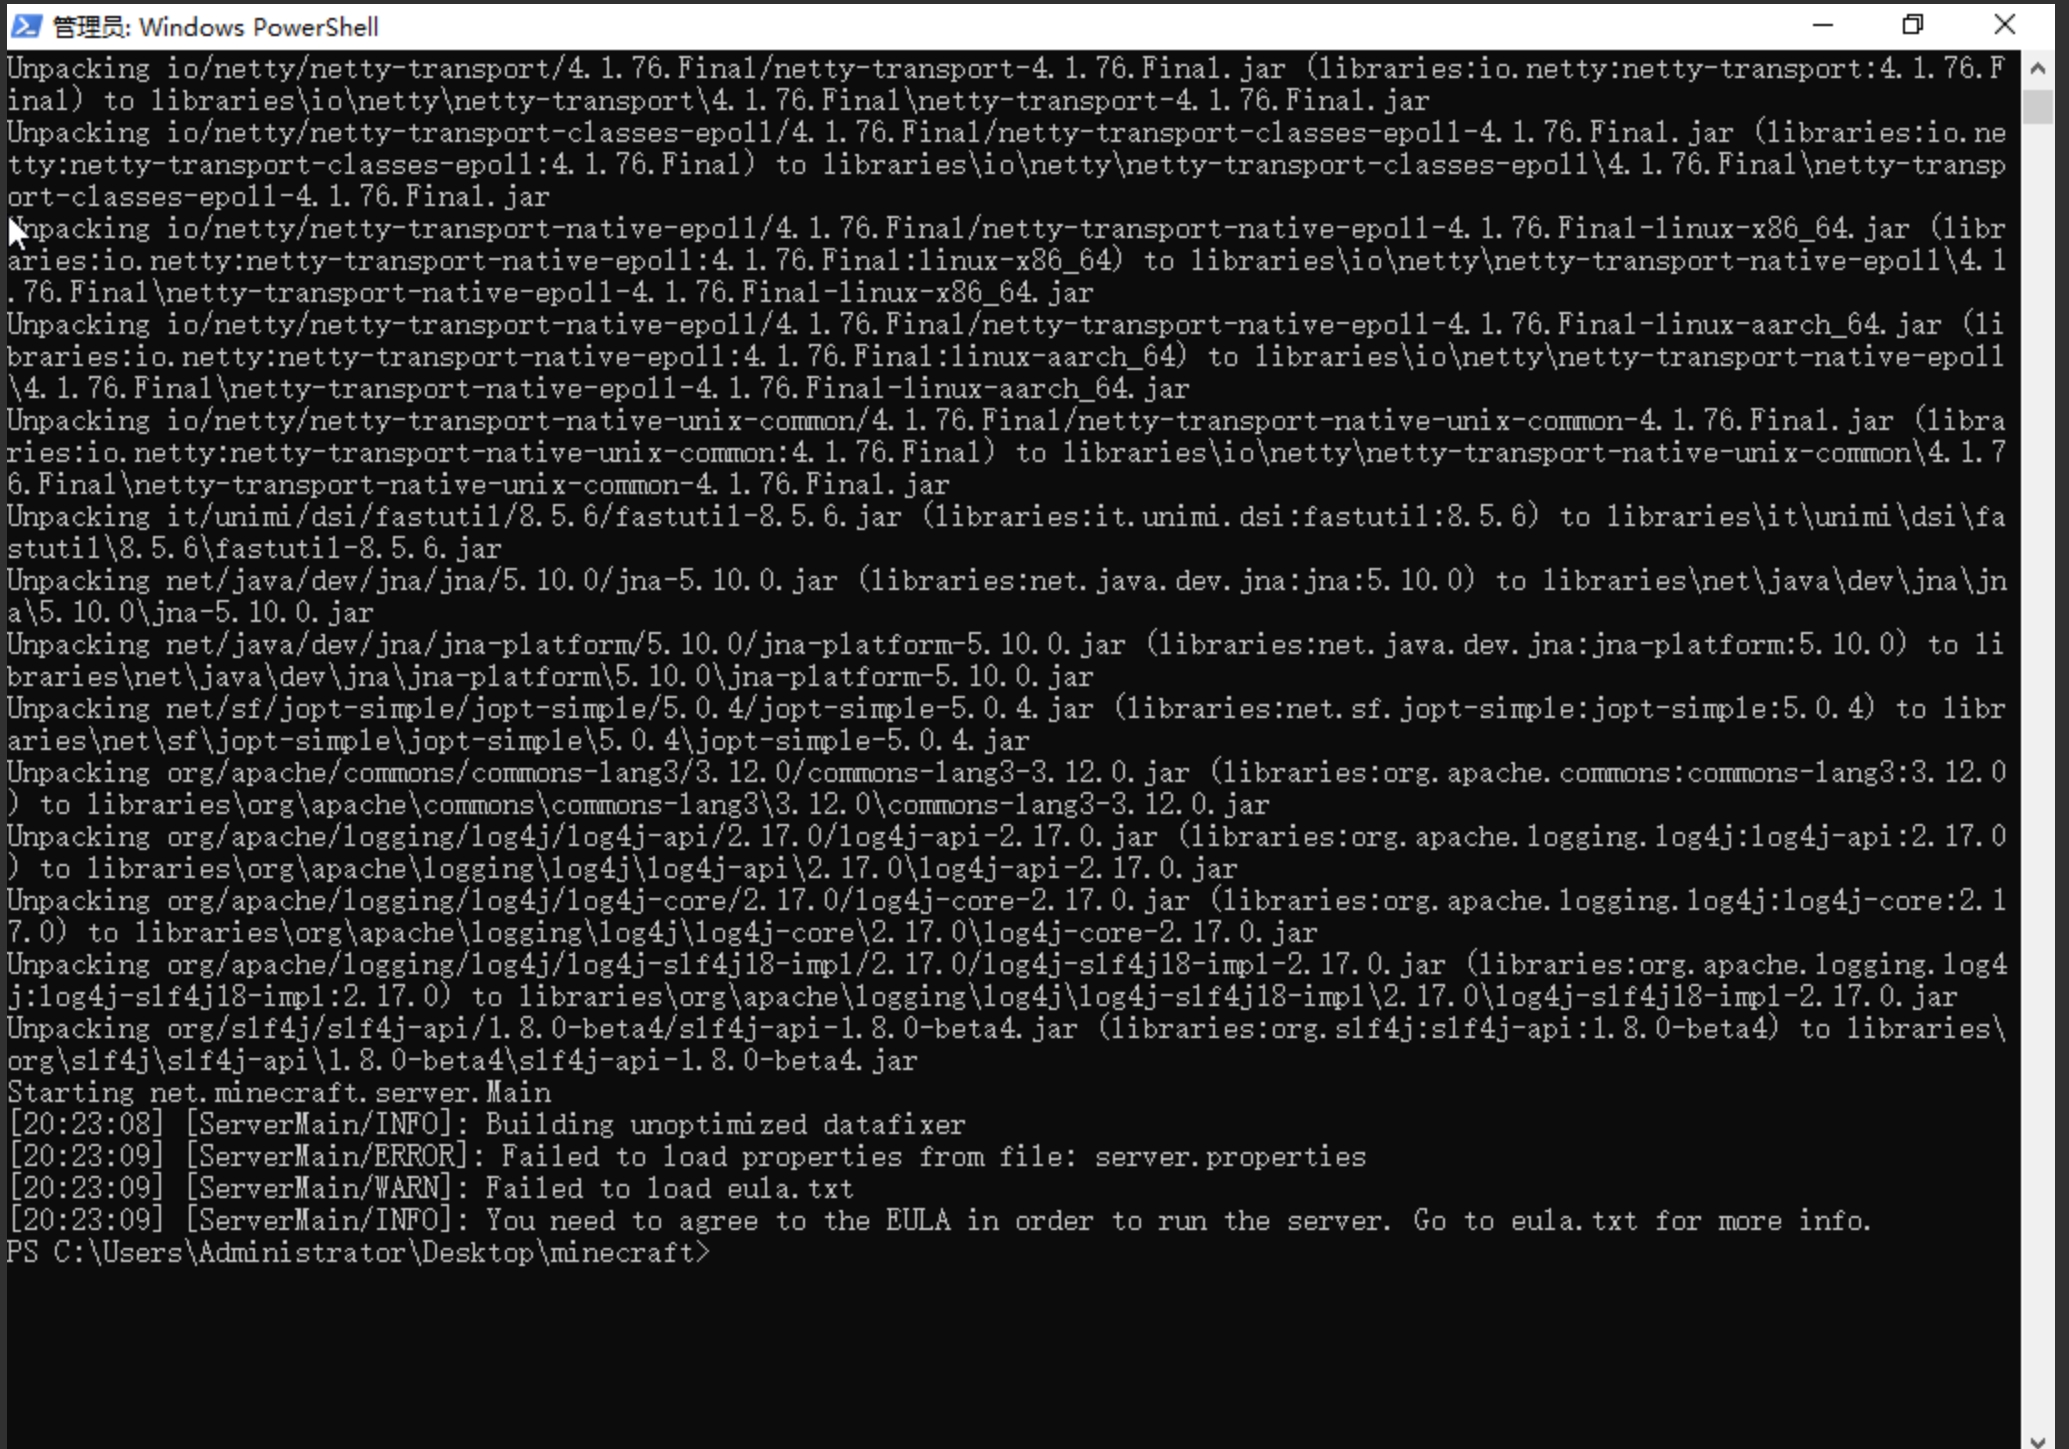 管理员: Windows PowerShell
Unpacking io/netty/netty-transport/4.1.76.Final/netty-transport-4.1.76.Final.jar (libraries:io.netty:netty-transport:4.1.76.F
inal) to libraries\io\netty\netty-transport\4.1.76.Final\netty-transport-4.1.76.Final.jar
Unpacking io/netty/netty-transport-classes-epoll/4.1.76.Final/netty-transport-classes-epoll-4.1.76.Final.jar (libraries:io.ne
tty:netty-transport-classes-epoll:4.1.76.Final) to libraries\io\netty\netty-transport-classes-epoll\4.1.76.Final\netty-transp
ort-classes-epoll-4.1.76.Final.jar
Unpacking io/netty/netty-transport-native-epoll/4.1.76.Final/netty-transport-native-epoll-4.1.76.Final-linux-x86_64.jar (libr
aries:io.netty:netty-transport-native-epoll:4.1.76.Final:linux-x86_64) to libraries\io\netty\netty-transport-native-epoll\4.1
.76.Final\netty-transport-native-epoll-4.1.76.Final-linux-x86_64.jar
Unpacking io/netty/netty-transport-native-epoll/4.1.76.Final/netty-transport-native-epoll-4.1.76.Final-linux-aarch_64.jar (li
braries:io.netty:netty-transport-native-epoll:4.1.76.Final:linux-aarch_64) to libraries\io\netty\netty-transport-native-epoll
\4.1.76.Final\netty-transport-native-epoll-4.1.76.Final-linux-aarch_64.jar
Unpacking io/netty/netty-transport-native-unix-common/4.1.76.Final/netty-transport-native-unix-common-4.1.76.Final.jar (libra
ries:io.netty:netty-transport-native-unix-common:4.1.76.Final) to libraries\io\netty\netty-transport-native-unix-common\4.1.7
6.Final\netty-transport-native-unix-common-4.1.76.Final.jar
Unpacking it/unimi/dsi/fastutil/8.5.6/fastutil-8.5.6.jar (libraries:it.unimi.dsi:fastutil:8.5.6) to libraries\it\unimi\dsi\fa
stutil\8.5.6\fastutil-8.5.6.jar
Unpacking net/java/dev/jna/jna/5.10.0/jna-5.10.0.jar (libraries:net.java.dev.jna:jna:5.10.0) to libraries\net\java\dev\jna\jn
a\5.10.0\jna-5.10.0.jar
Unpacking net/java/dev/jna/jna-platform/5.10.0/jna-platform-5.10.0.jar (libraries:net.java.dev.jna:jna-platform:5.10.0) to li
braries\net\java\dev\jna\jna-platform\5.10.0\jna-platform-5.10.0.jar
Unpacking net/sf/jopt-simple/jopt-simple/5.0.4/jopt-simple-5.0.4.jar (libraries:net.sf.jopt-simple:jopt-simple:5.0.4) to libr
aries\net\sf\jopt-simple\jopt-simple\5.0.4\jopt-simple-5.0.4.jar
Unpacking org/apache/commons/commons-lang3/3.12.0/commons-lang3-3.12.0.jar (libraries:org.apache.commons:commons-lang3:3.12.0
) to libraries\org\apache\commons\commons-lang3\3.12.0\commons-lang3-3.12.0.jar
Unpacking org/apache/logging/log4j/log4j-api/2.17.0/log4j-api-2.17.0.jar (libraries:org.apache.logging.log4j:log4j-api:2.17.0
) to libraries\org\apache\logging\log4j\log4j-api\2.17.0\log4j-api-2.17.0.jar
Unpacking org/apache/logging/log4j/log4j-core/2.17.0/log4j-core-2.17.0.jar (libraries:org.apache.logging.log4j:log4j-core:2.1
7.0) to libraries\org\apache\logging\log4j\log4j-core\2.17.0\log4j-core-2.17.0.jar
Unpacking org/apache/logging/log4j/log4j-slf4j18-impl/2.17.0/log4j-slf4j18-impl-2.17.0.jar (libraries:org.apache.logging.log4
j:log4j-slf4j18-impl:2.17.0) to libraries\org\apache\logging\log4j\log4j-slf4j18-impl\2.17.0\log4j-slf4j18-impl-2.17.0.jar
Unpacking org/slf4j/slf4j-api/1.8.0-beta4/slf4j-api-1.8.0-beta4.jar (libraries:org.slf4j:slf4j-api:1.8.0-beta4) to libraries\
org\slf4j\slf4j-api\1.8.0-beta4\slf4j-api-1.8.0-beta4.jar
Starting net.minecraft.server.Main
[20:23:08] [ServerMain/INFO]: Building unoptimized datafixer
[20:23:09] [ServerMain/ERROR]: Failed to load properties from file: server.properties
[20:23:09] [ServerMain/WARN]: Failed to load eula.txt
[20:23:09] [ServerMain/INFO]: You need to agree to the EULA in order to run the server. Go to eula.txt for more info.
PS C:\Users\Administrator\Desktop\minecraft>